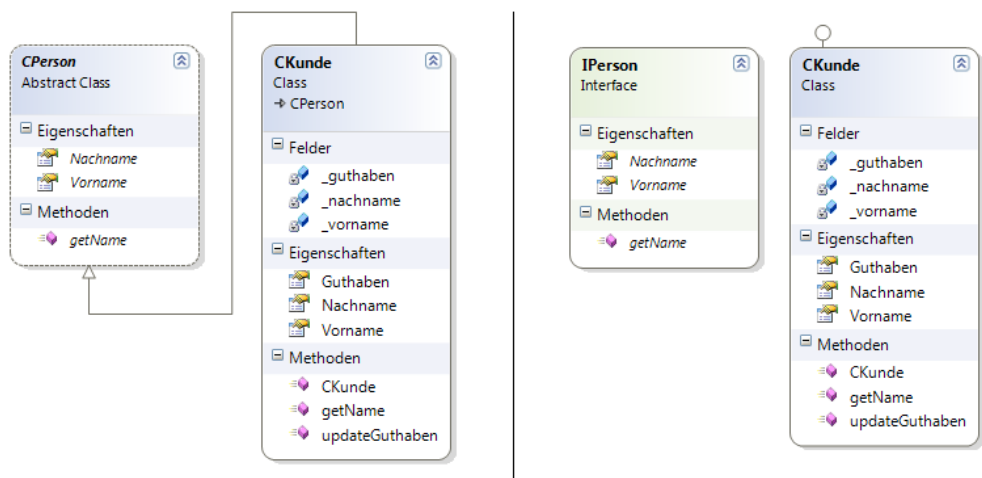 CPerson
Abstract Class
Eigenschaften
Nachname
Vorname
Methoden
getName
CKunde
Class
CPerson
Felder
_guthaben
_nachname
_vorname
Eigenschaften
Guthaben
Nachname
Vorname
Methoden
CKunde
getName
updateGuthaben
IPerson
Interface
Eigenschaften
Nachname
Vorname
Methoden
getName
CKunde
Class
Felder
_guthaben
_nachname
_vorname
Eigenschaften
Guthaben
Nachname
Vorname
Methoden
CKunde
getName
updateGuthaben